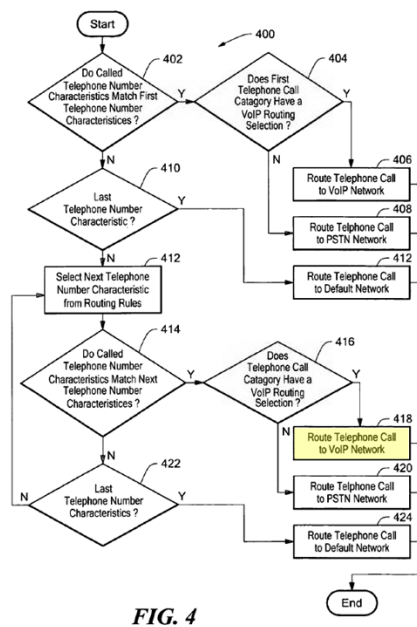 Start
400
402
Do Called
Telephone Number
Characteristics Match First
Telephone Number
Characteristices ?
Y
N
404
Does First
Telephone Call
Catagory Have a
VoIP Routing
Selection ?
Y
N
406
Route Telephone Call
to VoIP Network
410
Last
Telephone Number
Characteristic ?
Y
N
408
Route Telphone Call
to PSTN Network
412
Route Telephone Call
to Default Network
412
Select Next Telephone
Number Characteristic
from Routing Rules
414
Do Called
Telephone Number
Characteristics Match Next
Telephone Number
Characteristices ?
Y
N
416
Does
Telephone Call
Catagory Have a
VoIP Routing
Selection ?
Y
N
418
Route Telephone Call
to VoIP Network
420
Route Telephone Call
to PSTN Network
422
Last
Telephone Number
Characteristics ?
N
Y
424
Route Telephone Call
to Default Network
End
FIG. 4